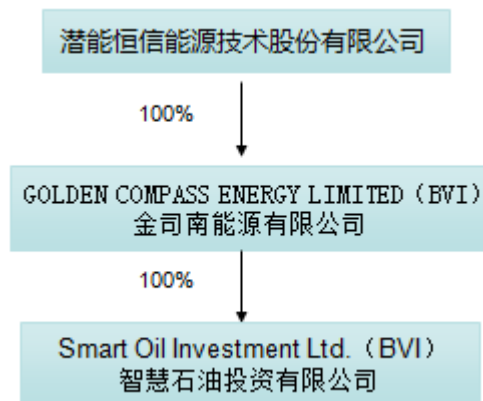 潜能恒信能源技术股份有限公司
100%
GOLDEN COMPASS ENERGY LIMITED（BVI）
金司南能源有限公司
100%
Smart Oil Investment Ltd.（BVI）
智慧石油投资有限公司